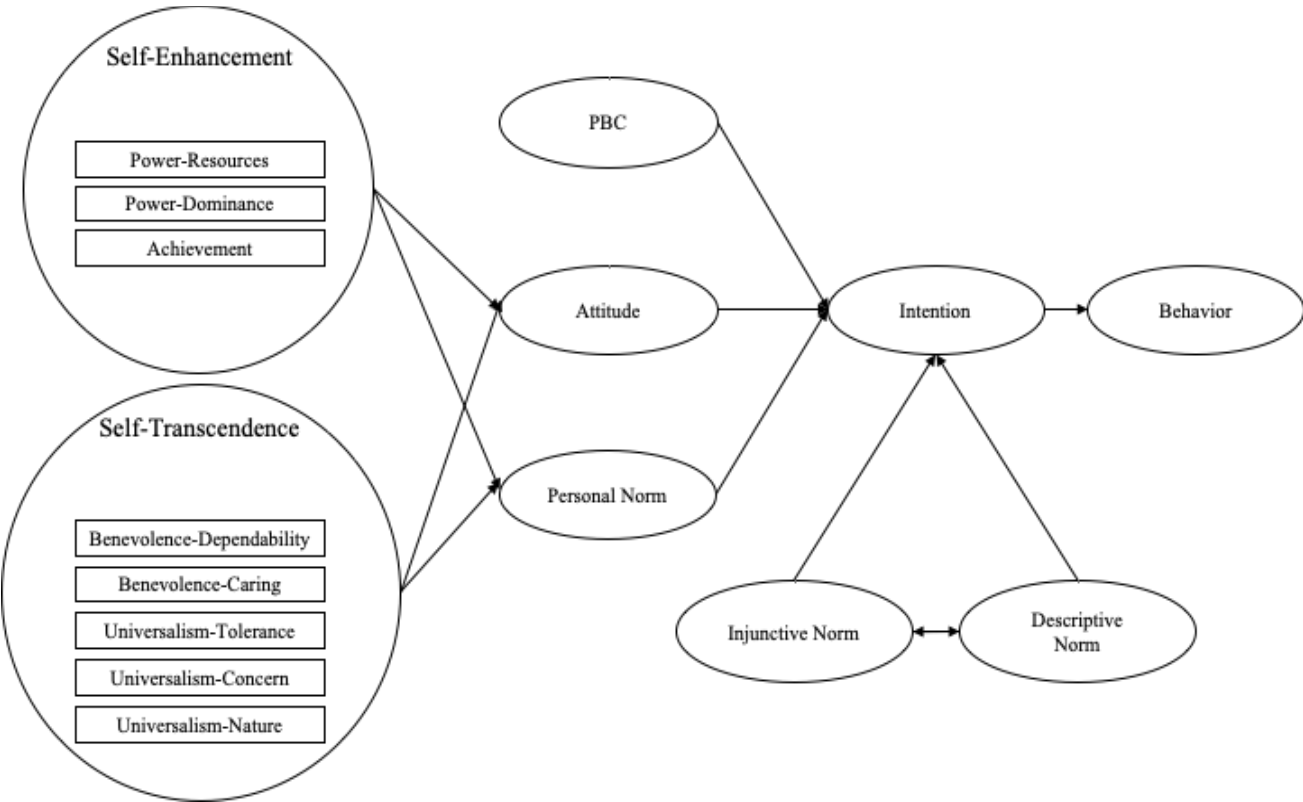 Self-Enhancement
Power-Resources
Power-Dominance
Achievement
Self-Transcendence
Benevolence-Dependability
Benevolence-Caring
Universalism-Tolerance
Universalism-Concern
Universalism-Nature
PBC
Attitude
Personal Norm
Intention
Behavior
Injunctive Norm
Descriptive
Norm